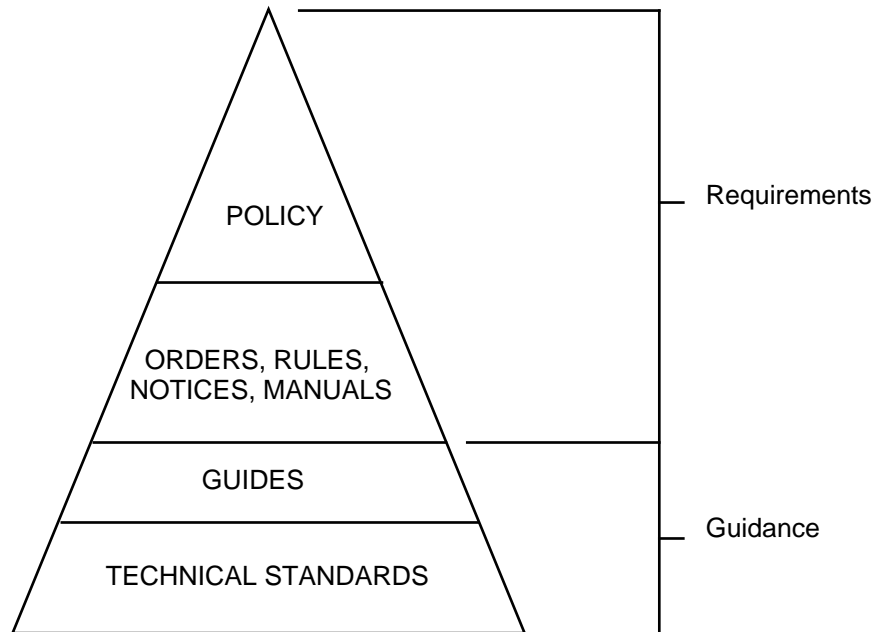 POLICY
Requirements
ORDERS, RULES,
NOTICES, MANUALS
GUIDES
Guidance
TECHNICAL STANDARDS